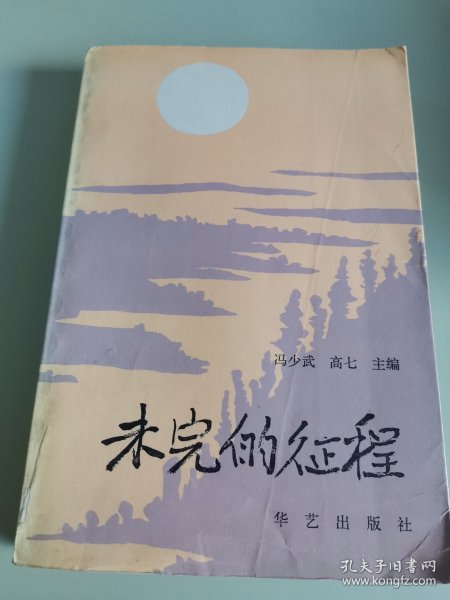 冯少武 高七 主编
未完的征程
华艺出版社
孔夫子旧书网
www.kongfz.com